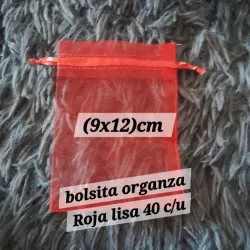 (9x12)cm
bolsita organza
Roja lisa 40 c/u